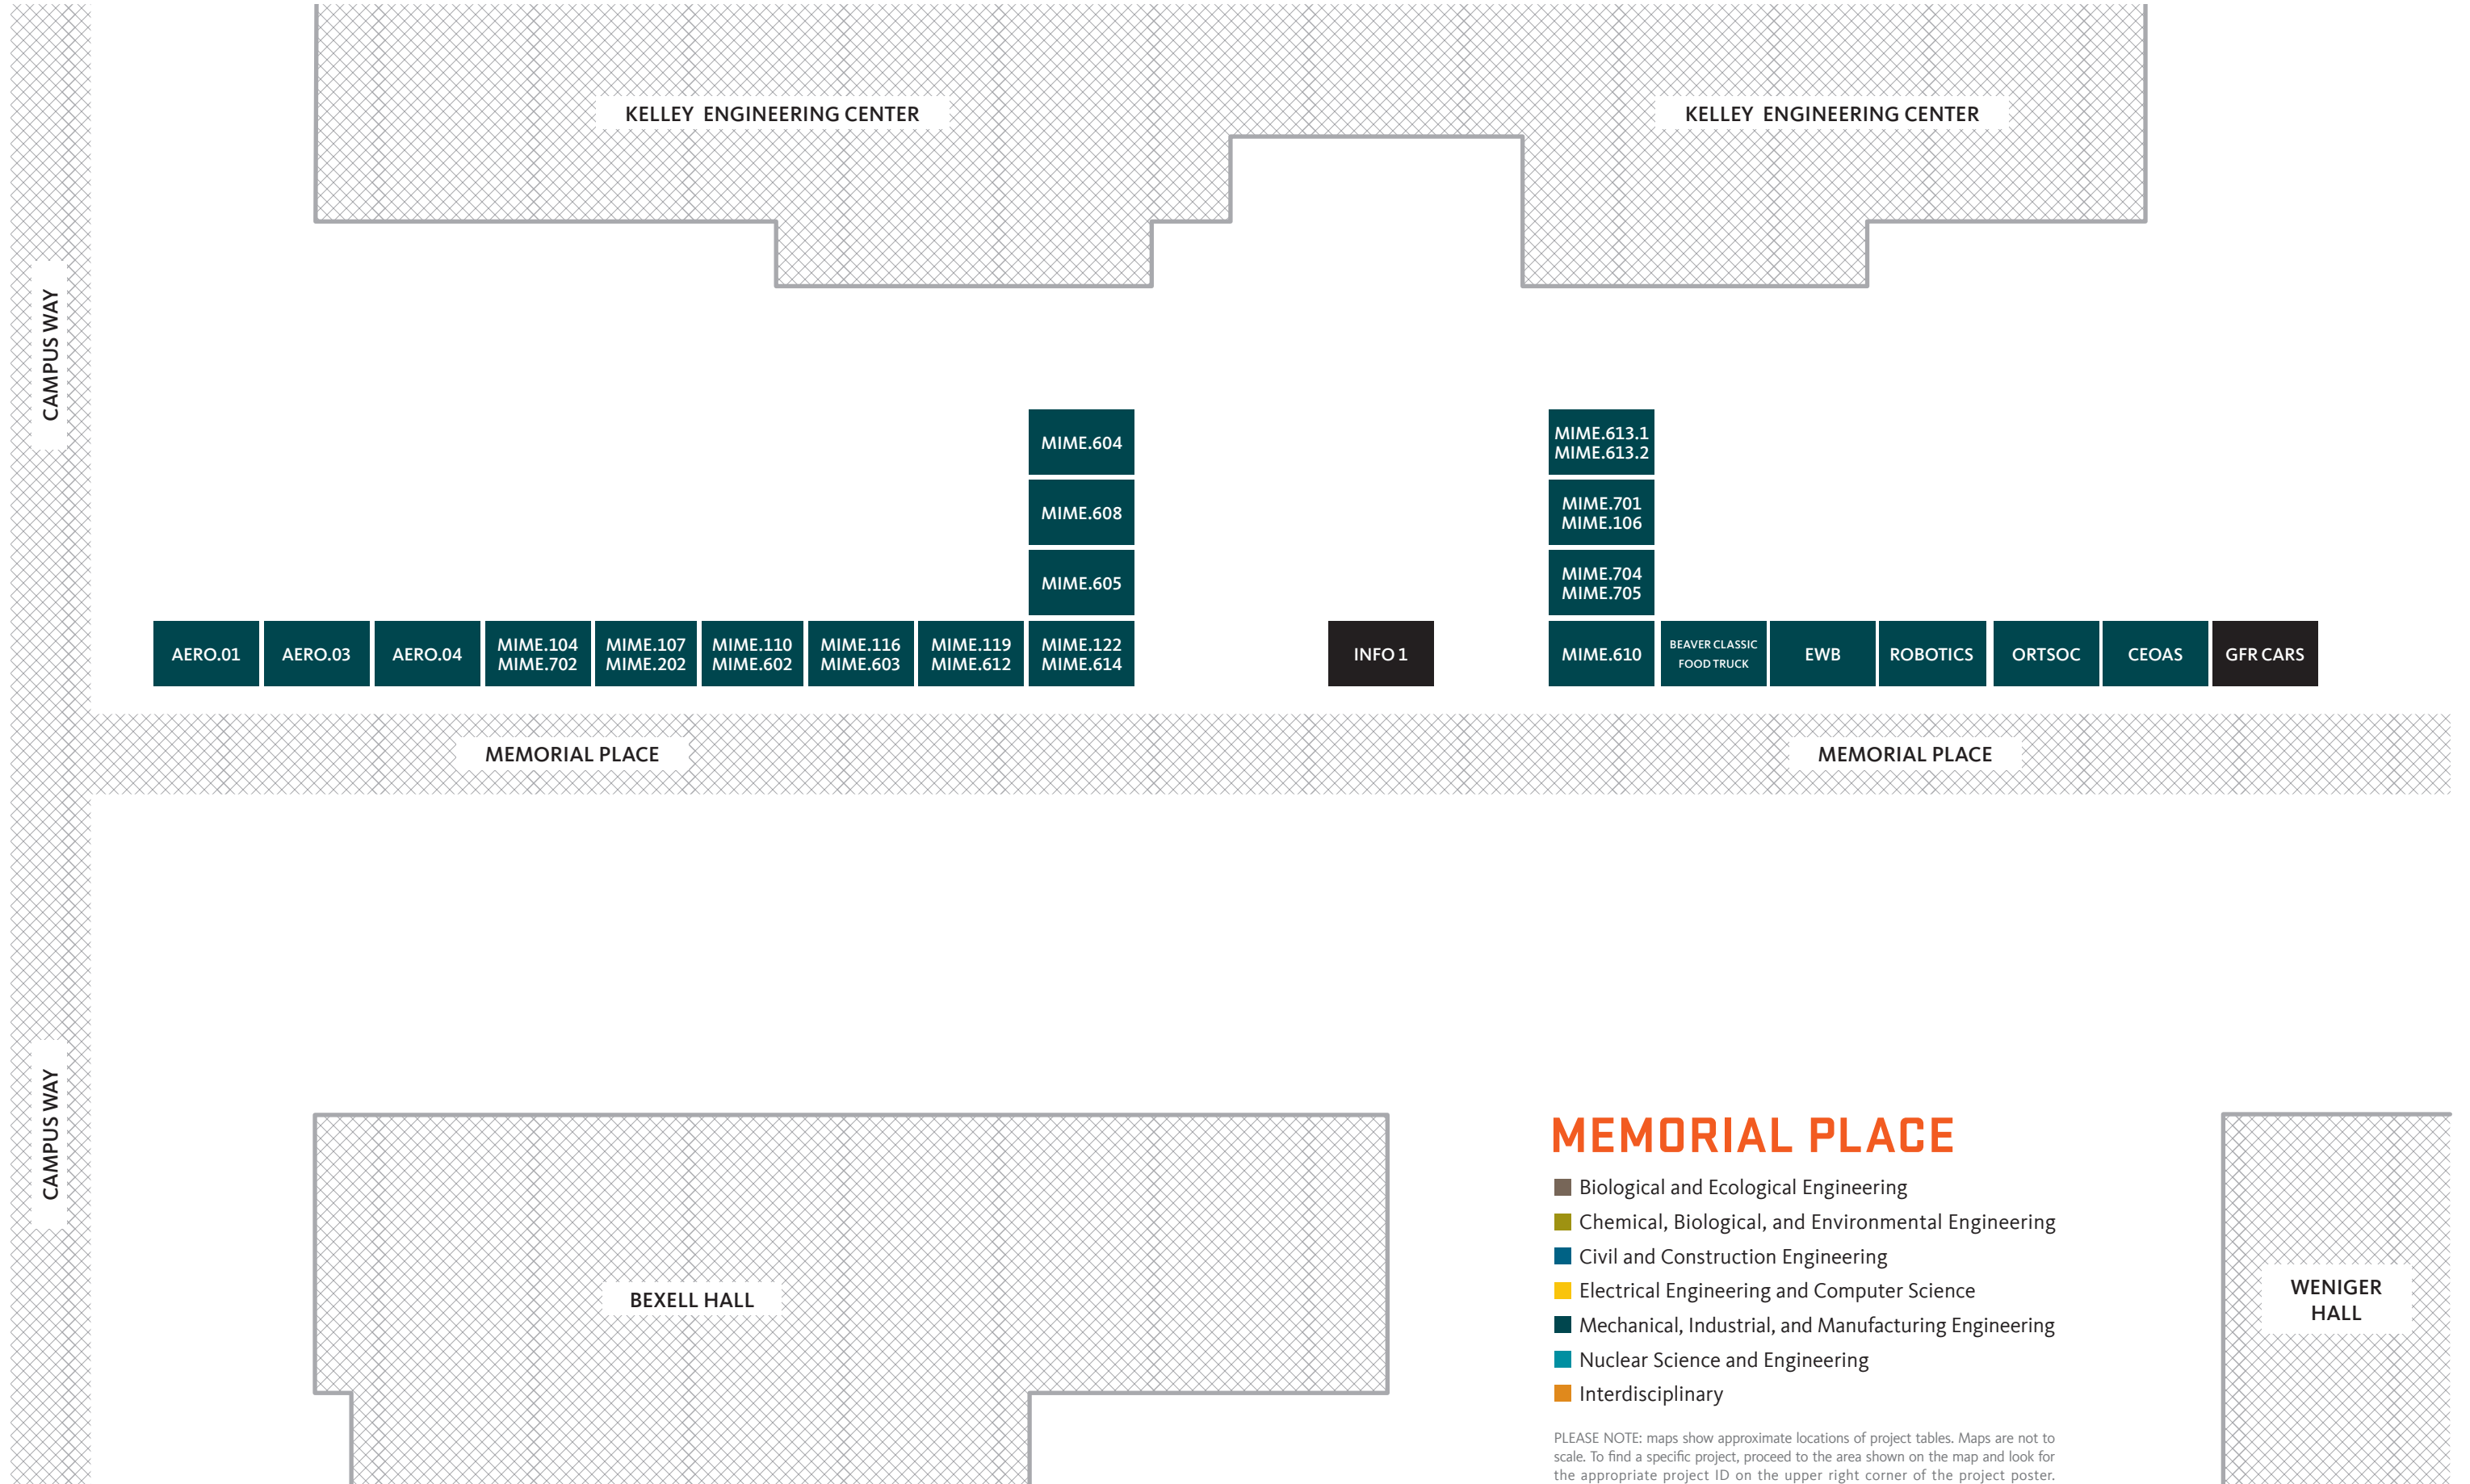 KELLEY ENGINEERING CENTER
KELLEY ENGINEERING CENTER
CAMPUS WAY
MIME.604
MIME.613.1
MIME.613.2
MIME.608
MIME.701
MIME.106
MIME.605
MIME.704
MIME.705
AERO.01
AERO.03
AERO.04
MIME.104
MIME.702
MIME.107
MIME.202
MIME.110
MIME.602
MIME.116
MIME.603
MIME.119
MIME.612
MIME.122
MIME.614
INFO 1
MIME.610
BEAVER CLASSIC
FOOD TRUCK
EWB
ROBOTICS
ORTSOC
CEOAS
GFR CARS
MEMORIAL PLACE
MEMORIAL PLACE
CAMPUS WAY
BEXELL HALL
MEMORIAL PLACE
Biological and Ecological Engineering
Chemical, Biological, and Environmental Engineering
Civil and Construction Engineering
Electrical Engineering and Computer Science
Mechanical, Industrial, and Manufacturing Engineering
Nuclear Science and Engineering
Interdisciplinary
PLEASE NOTE: maps show approximate locations of project tables. Maps are not to
scale. To find a specific project, proceed to the area shown on the map and look for
the appropriate project ID on the upper right corner of the project poster.
WENIGER
HALL